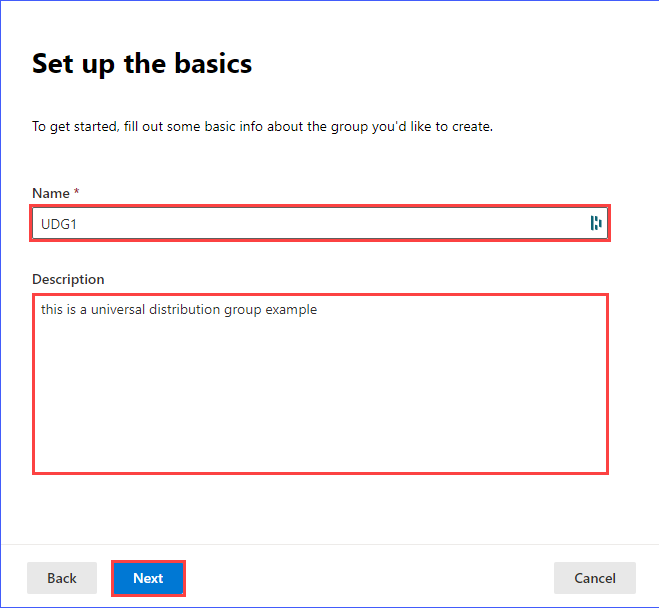 Set up the basics
To get started, fill out some basic info about the group you'd like to create.
Name *
UDG1
Description
this is a universal distribution group example
Back
Next
Cancel